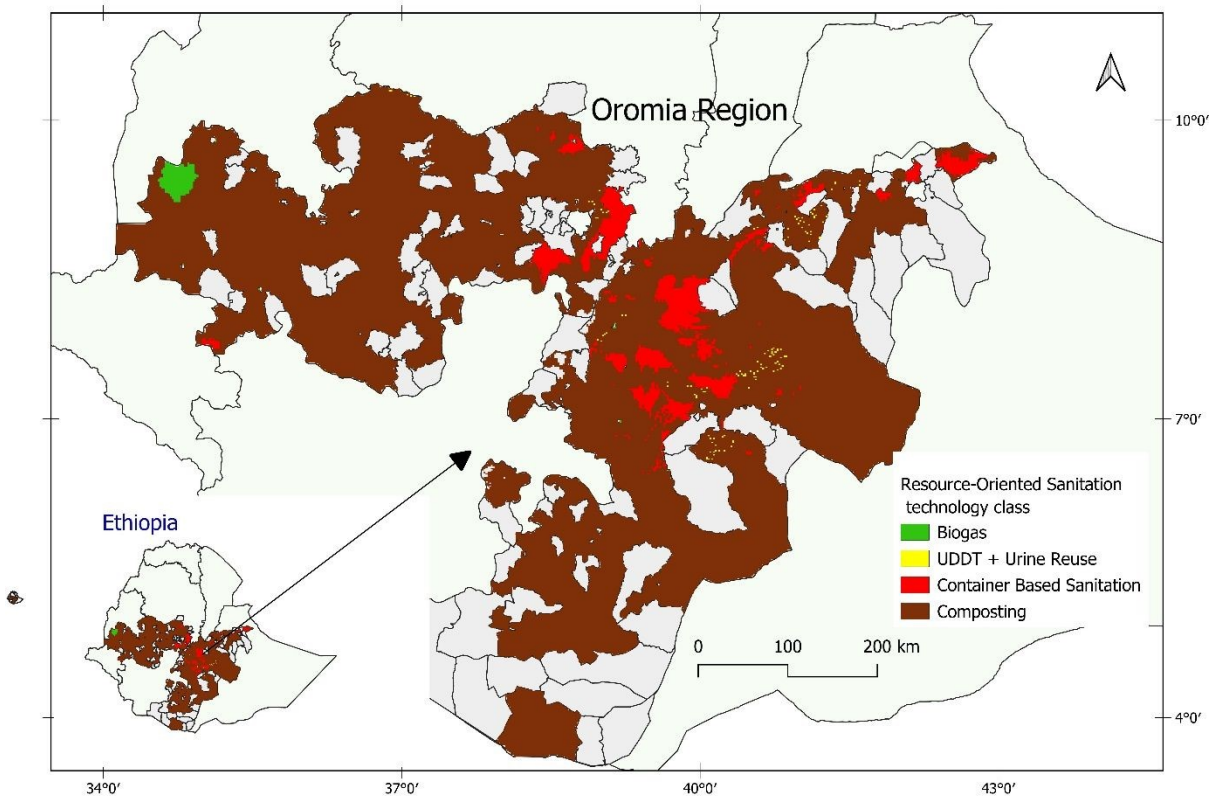 Oromia Region
10°0'
7°0'
Resource-Oriented Sanitation
technology class
Biogas
UDDT + Urine Reuse
Container Based Sanitation
Composting
Ethiopia
0 100 200 km
4°0'
34°0' 37°0' 40°0' 43°0'